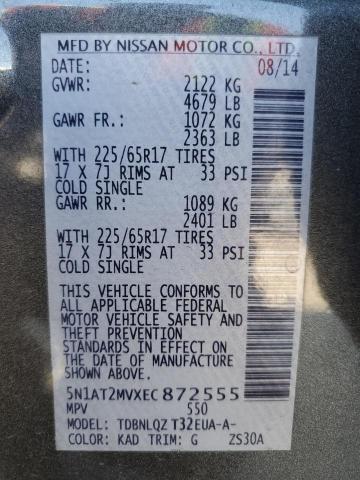 MFD BY NISSAN MOTOR CO., LTD.
DATE: 08/14
GVWR: 2122 KG
4679 LB
GAWR FR.: 1072 KG
2363 LB
WITH 225/65R17 TIRES
17 X 7J RIMS AT 33 PSI
COLD SINGLE
GAWR RR.: 1089 KG
2401 LB
WITH 225/65R17 TIRES
17 X 7J RIMS AT 33 PSI
COLD SINGLE
THIS VEHICLE CONFORMS TO
ALL APPLICABLE FEDERAL
MOTOR VEHICLE SAFETY AND
THEFT PREVENTION
STANDARDS IN EFFECT ON THE
DATE OF MANUFACTURE
SHOWN ABOVE.
5N1AT2MVXEC872555
MPV 550
MODEL: TDBNLQZ T32EUA-A-
COLOR: KAD TRIM: G ZS30A